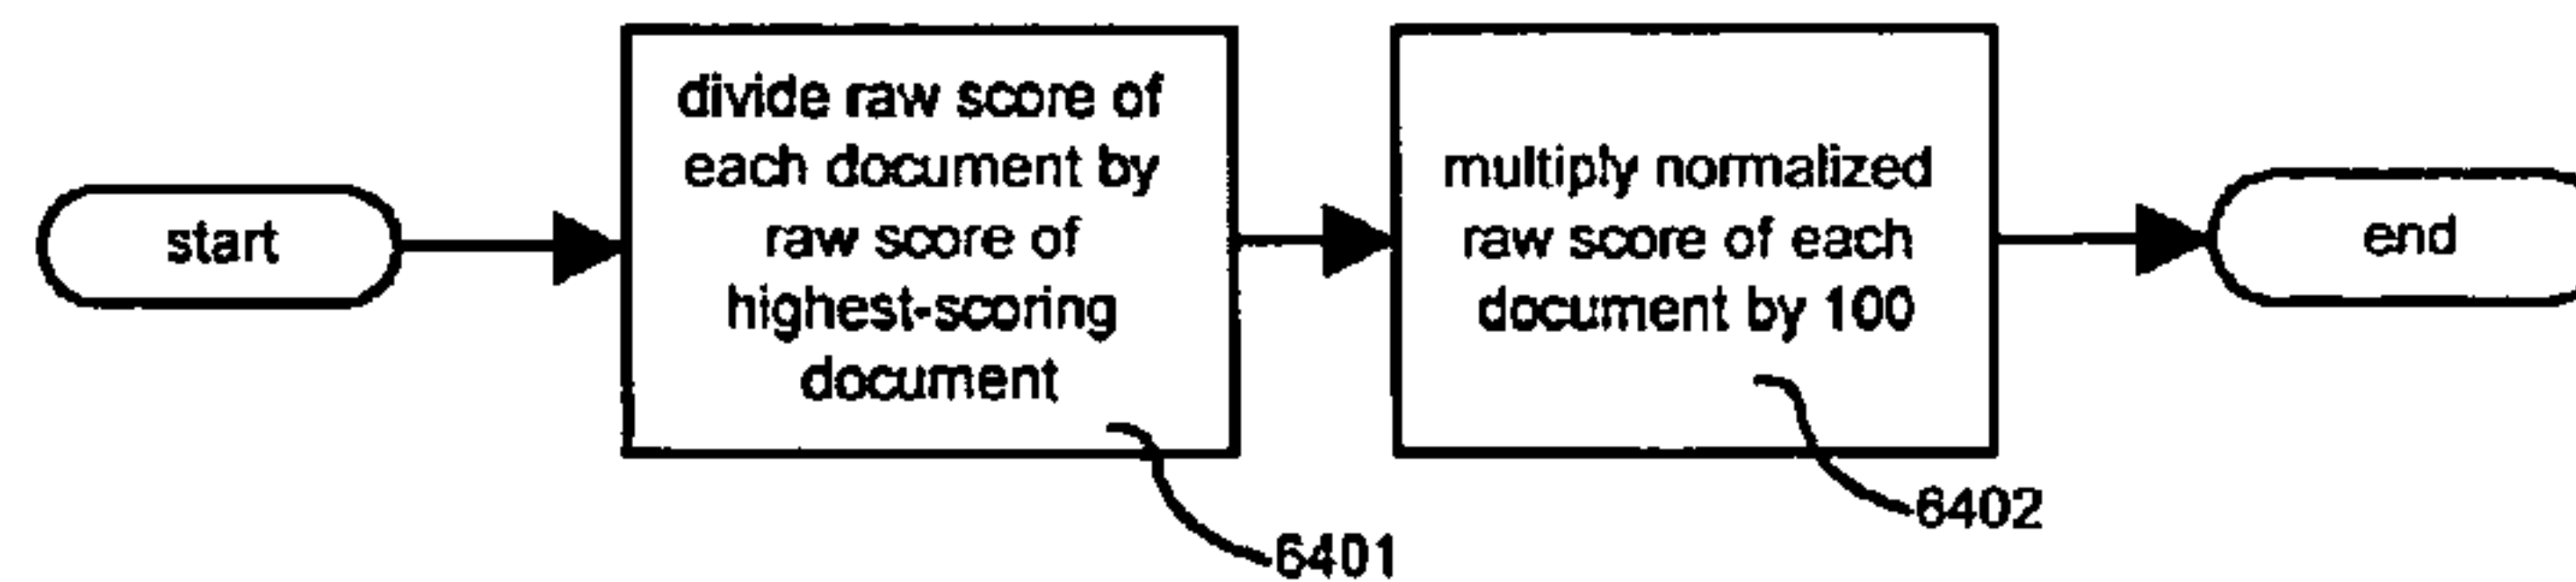 start
divide raw score of
each document by
raw score of
highest-scoring
document
6401
multiply normalized
raw score of each
document by 100
6402
end